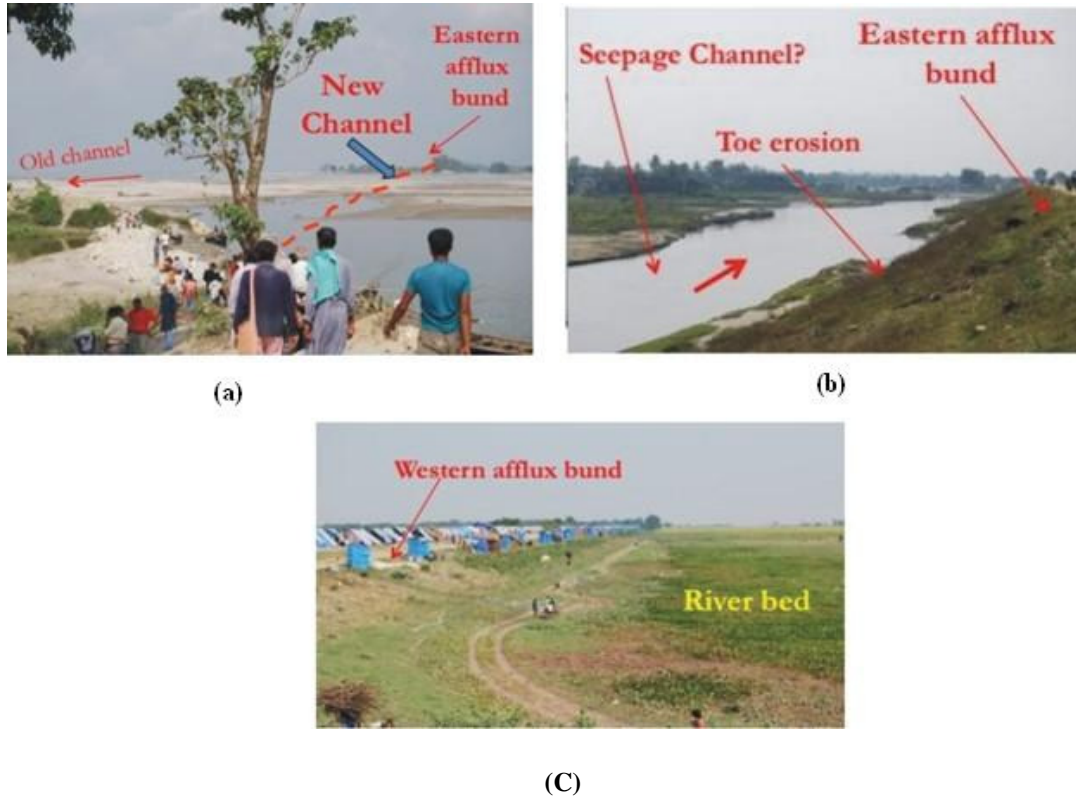 Eastern afflux
bund
New
Channel
Old channel
(a)
Seepage Channel?
Eastern afflux
bund
Toe erosion
(b)
Western afflux bund
River bed
(C)